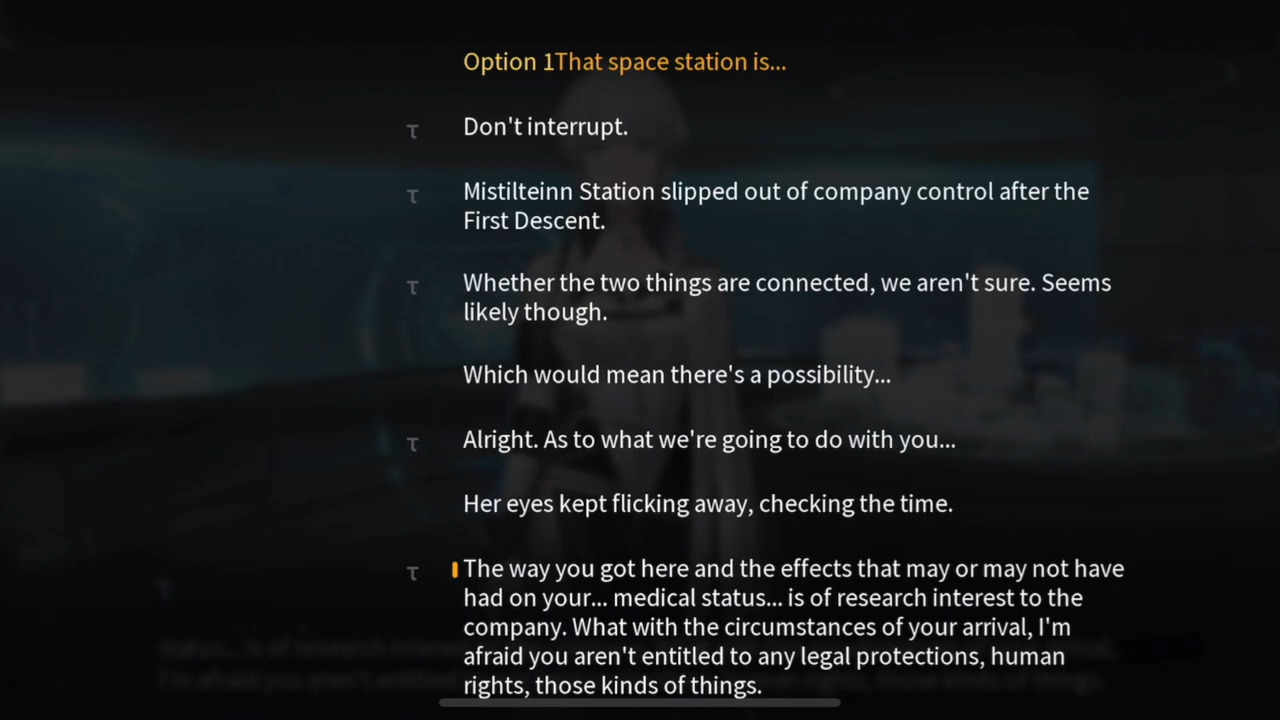 Option 1That space station is...
τ Don't interrupt.
τ Mistilteinn Station slipped out of company control after the
First Descent.
τ Whether the two things are connected, we aren't sure. Seems
likely though.
Which would mean there's a possibility...
τ Alright. As to what we're going to do with you...
Her eyes kept flicking away, checking the time.
τ The way you got here and the effects that may or may not have
had on your... medical status... is of research interest to the
company. What with the circumstances of your arrival, I'm
afraid you aren't entitled to any legal protections, human
rights, those kinds of things.